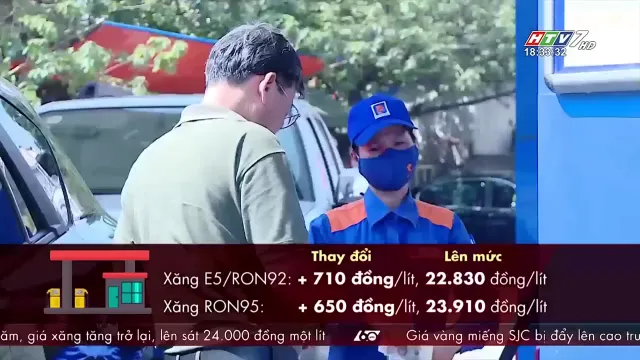 HTV7 HD
18:33:32
Thay đổi Lên mức
Xăng E5/RON92: + 710 đồng/lít, 22.830 đồng/lít
Xăng RON95: + 650 đồng/lít, 23.910 đồng/lít
ăm, giá xăng tăng trở lại, lên sát 24.000 đồng một lít 60 Giá vàng miếng SJC bị đẩy lên cao tr